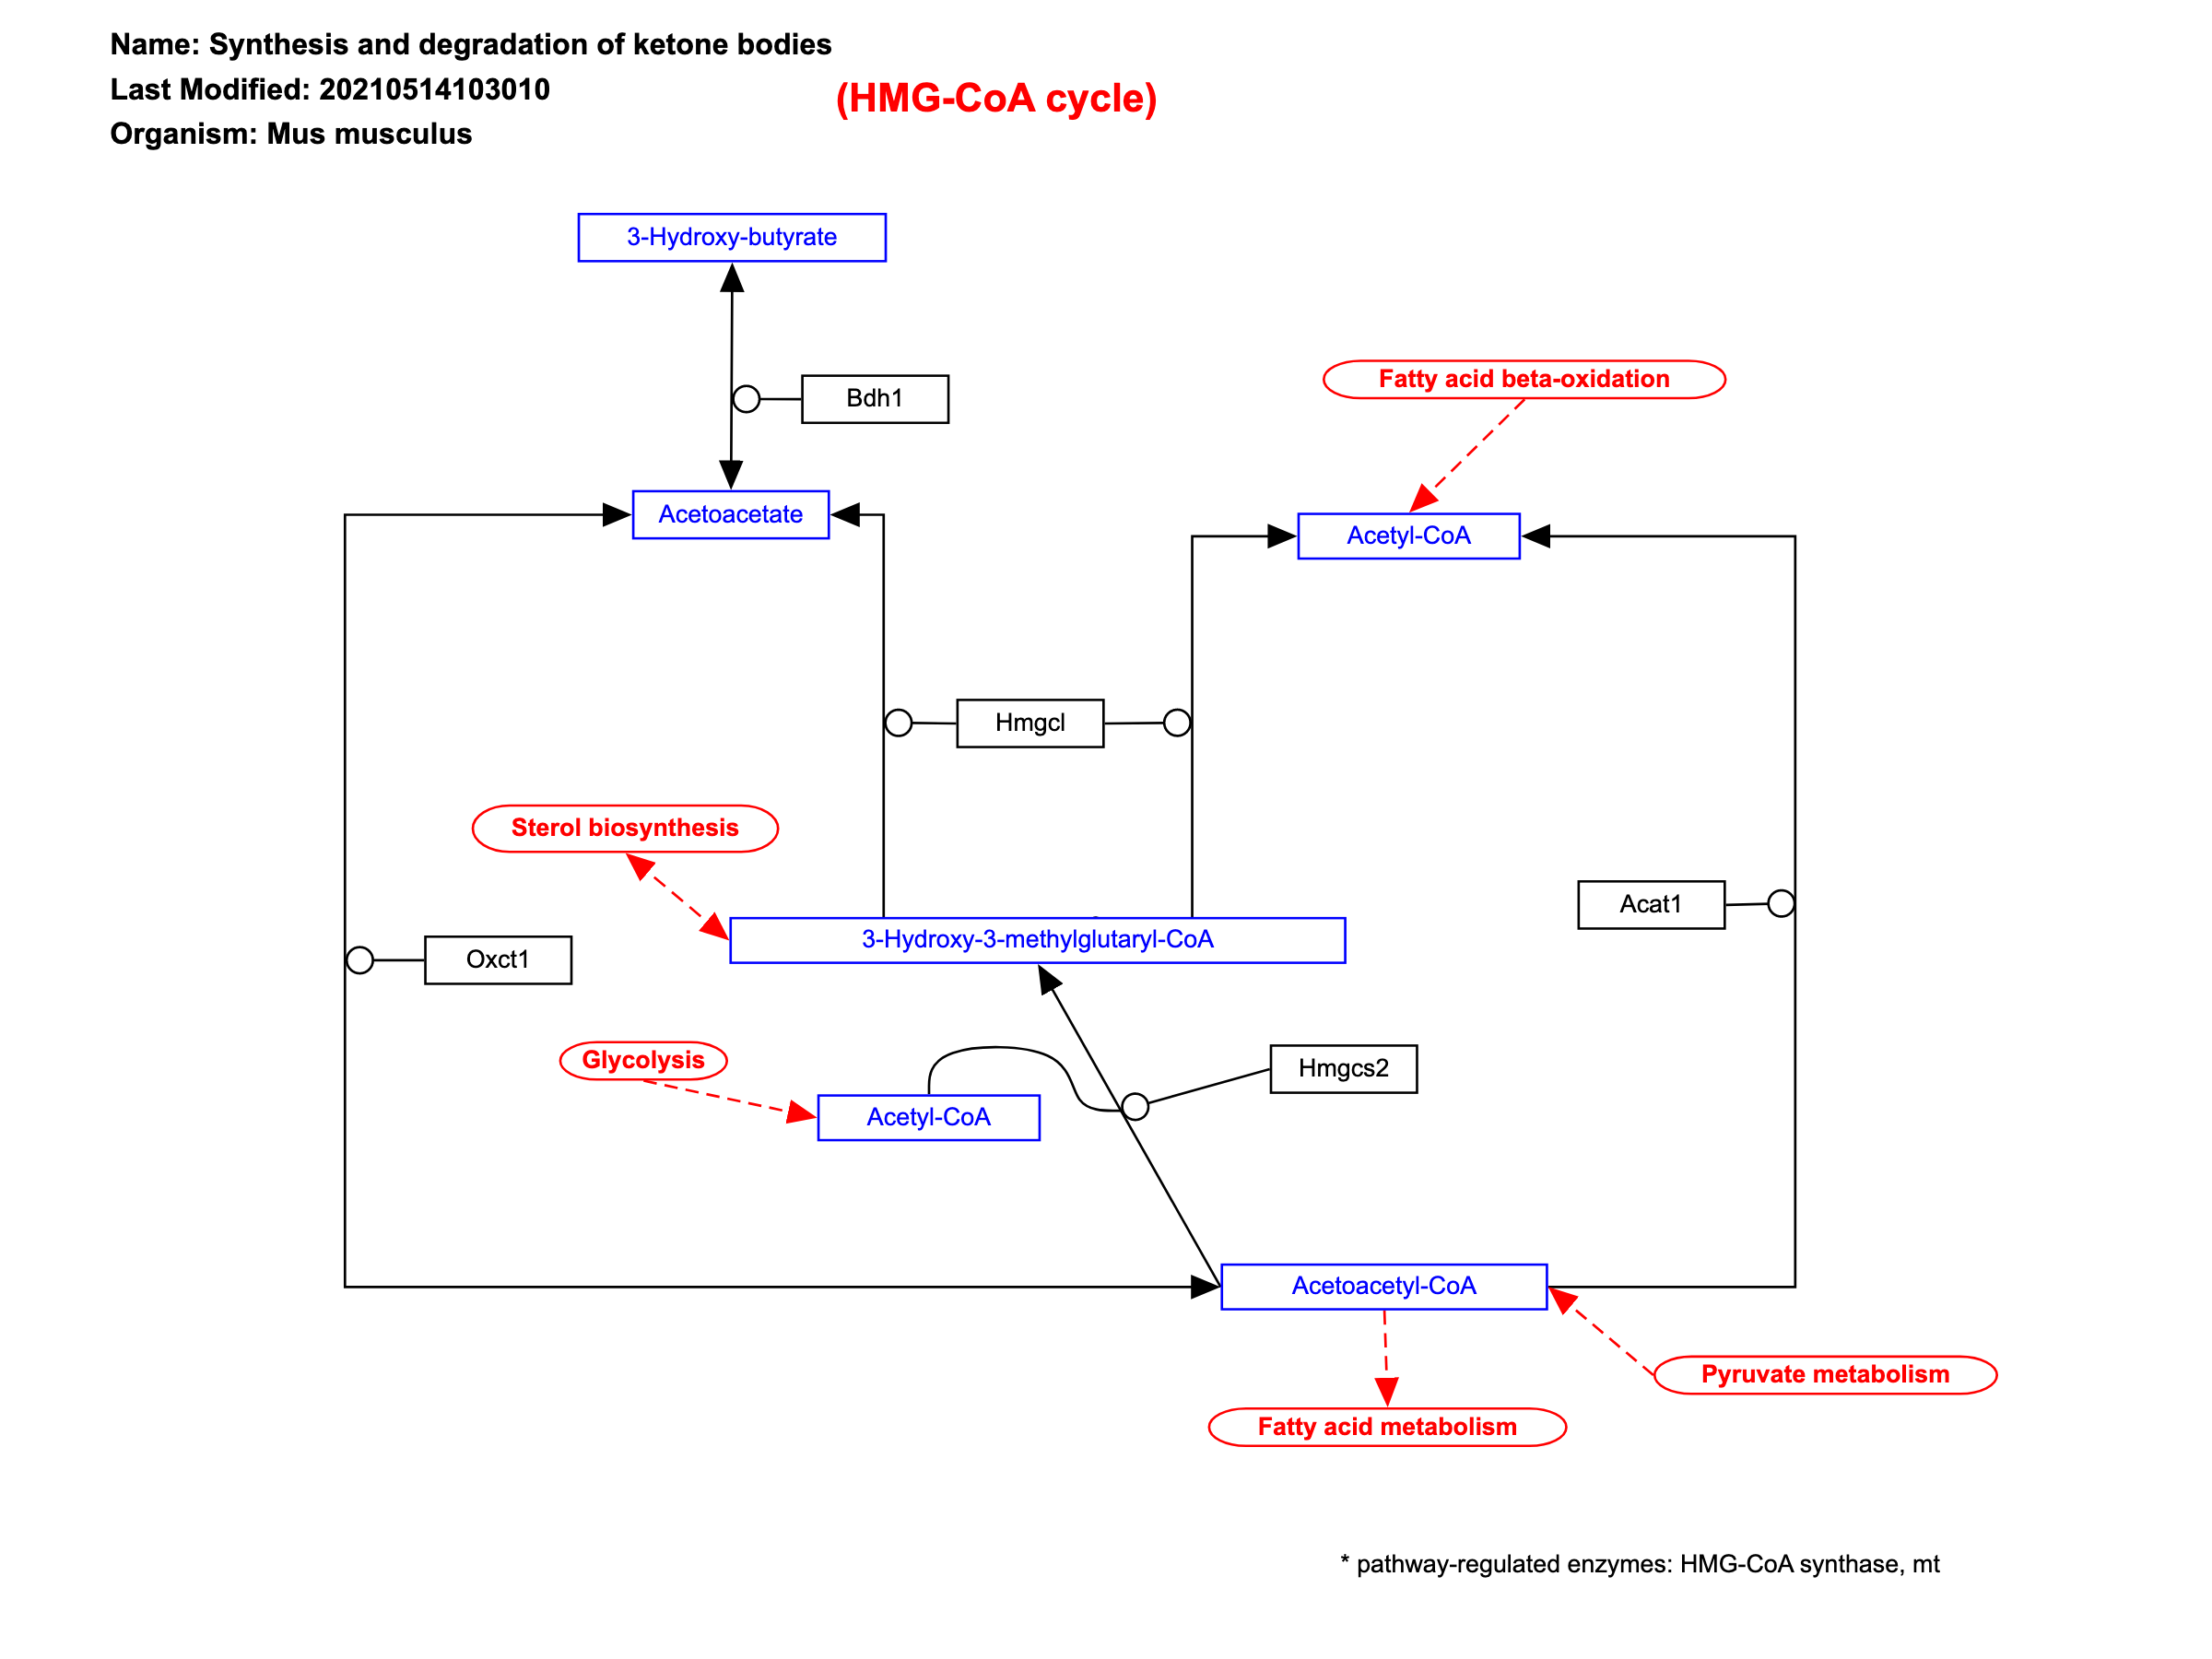 Name: Synthesis and degradation of ketone bodies
Last Modified: 20210514103010
(HMG-CoA cycle)
Organism: Mus musculus
3-Hydroxy-butyrate
Fatty acid beta-oxidation
Bdh1
Acetoacetate
Acetyl-CoA
Hmgcl
Sterol biosynthesis
Acat1
3-Hydroxy-3-methylglutaryl-CoA
Oxct1
Glycolysis
Hmgcs2
Acetyl-CoA
Acetoacetyl-CoA
Pyruvate metabolism
Fatty acid metabolism
* pathway-regulated enzymes: HMG-CoA synthase, mt